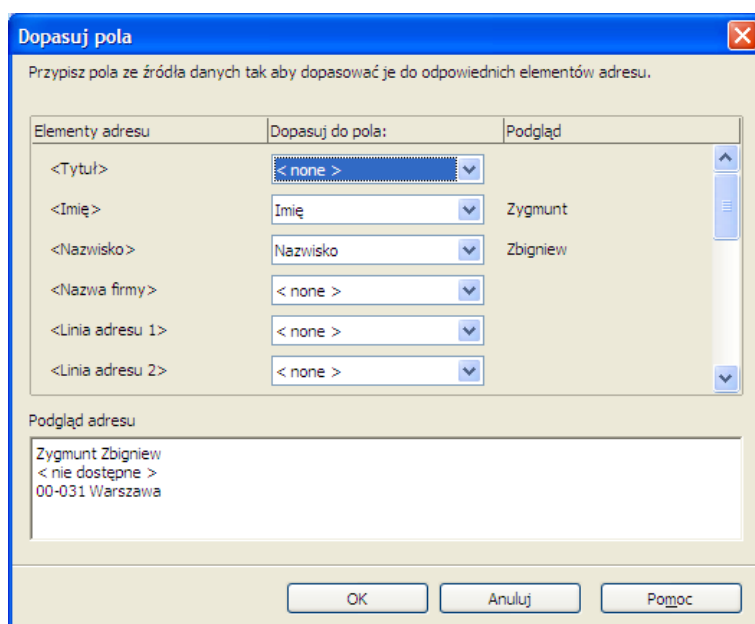 Dopasuj pola
Przypisz pola ze źródła danych tak aby dopasować je do odpowiednich elementów adresu.
Elementy adresu Dopasuj do pola: Podgląd
<Tytuł> < none >
<Imię> Imię Zygmunt
<Nazwisko> Nazwisko Zbigniew
<Nazwa firmy> < none >
<Linia adresu 1> < none >
<Linia adresu 2> < none >
Podgląd adresu
Zygmunt Zbigniew
< nie dostępne >
00-031 Warszawa
OK Anuluj Pomoc